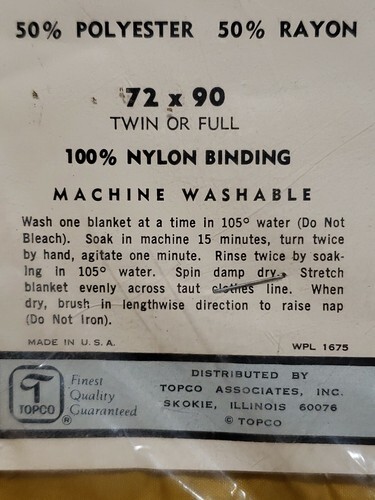 50% POLYESTER 50% RAYON
72 x 90
TWIN OR FULL
100% NYLON BINDING
MACHINE WASHABLE
Wash one blanket at a time in 105° water (Do Not
Bleach). Soak in machine 15 minutes, turn twice
by hand, agitate one minute. Rinse twice by soak-
ing in 105° water. Spin damp dry. Stretch
blanket evenly across taut clothes line. When
dry, brush in lengthwise direction to raise nap
(Do Not Iron).
MADE IN U.S.A.
WPL 1675
TOPCO ®
Finest
Quality
Guaranteed
DISTRIBUTED BY
TOPCO ASSOCIATES, INC.
SKOKIE, ILLINOIS 60076
© TOPCO